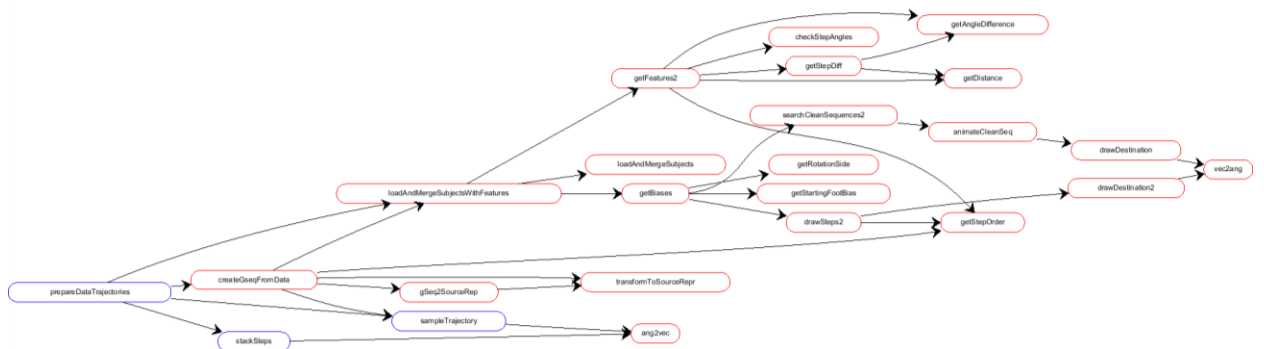 getAngleDifference
checkStepAngles
getStepDiff
getFeatures2
getDistance
searchCleanSequences2
animateCleanSeq
drawDestination
loadAndMergeSubjects
getRotationSide
vec2ang
loadAndMergeSubjectsWithFeatures
getBiases
getStartingFootBias
drawDestination2
drawSteps2
getStepOrder
createGseqFromData
transformToSourceRepr
prepareDataTrajectories
gSeq2SourceRep
sampleTrajectory
ang2vec
stackSteps